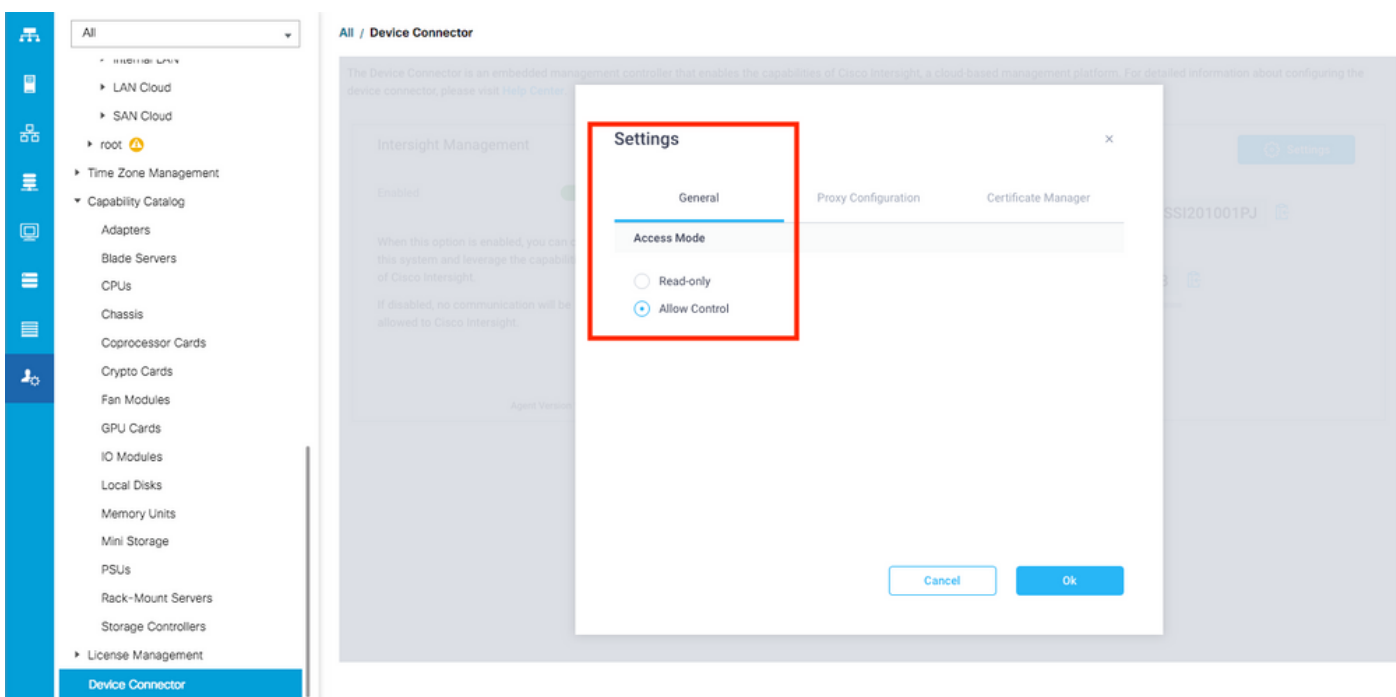 All
All / Device Connector
Internal LAN
LAN Cloud
SAN Cloud
root
Time Zone Management
Capability Catalog
Adapters
Blade Servers
CPUs
Chassis
Coprocessor Cards
Crypto Cards
Fan Modules
GPU Cards
IO Modules
Local Disks
Memory Units
Mini Storage
PSUs
Rack-Mount Servers
Storage Controllers
License Management
Device Connector
The Device Connector is an embedded management controller that enables the capabilities of Cisco Intersight, a cloud-based management platform. For detailed information about configuring the
device connector, please visit Help Center.
Intersight Management
Enabled
When this option is enabled, you can
this system and leverage the
of Cisco Intersight.
If disabled, no communication will be
allowed to Cisco Intersight.
Agent Version
Settings
SSI201001PJ
Settings
×
General Proxy Configuration Certificate Manager
Access Mode
Read-only
Allow Control
Cancel Ok